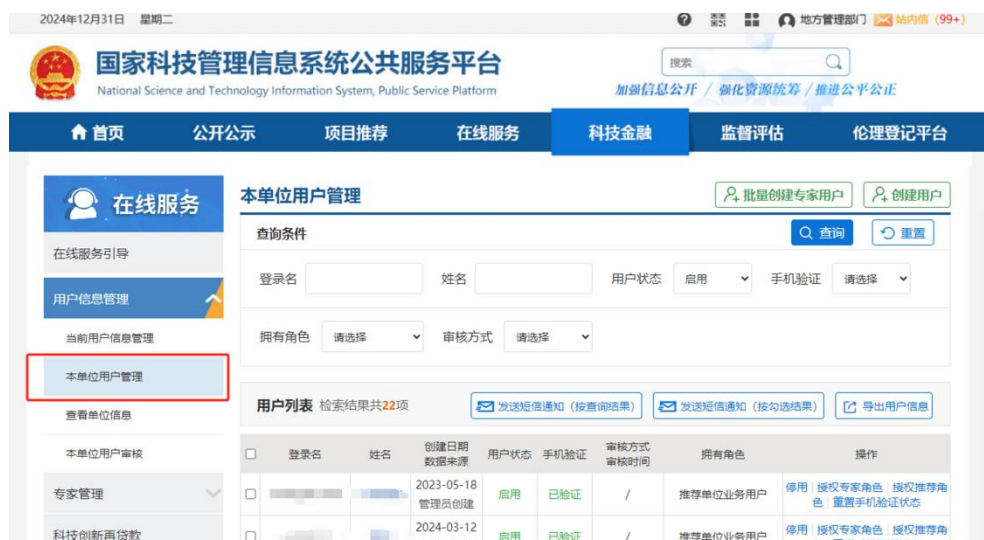 2024年12月31日 星期二
地方管理部门 站内信（99+）
国家科技管理信息系统公共服务平台
National Science and Technology Information System, Public Service Platform
搜索
加强信息公开 / 强化资源统筹 / 推进公平公正
首页 公开公示 项目推荐 在线服务 科技金融 监督评估 伦理登记平台
在线服务
在线服务引导
用户信息管理
当前用户信息管理
本单位用户管理
查看单位信息
本单位用户审核
专家管理
科技创新再贷款
本单位用户管理 批量创建专家用户 创建用户
查询条件 查询 重置
登录名 姓名 用户状态 启用 手机验证 请选择
拥有角色 请选择 审核方式 请选择
用户列表 检索结果共22项 发送短信通知（按查询结果） 发送短信通知（按勾选结果） 导出用户信息
登录名 姓名 创建日期 用户状态 手机验证 审核方式 拥有角色 操作
数据来源 审核时间
2023-05-18 启用 已验证 / 推荐单位业务用户 停用 授权专家角色 授权推荐角
管理员创建 色 重置手机验证状态
2024-03-12 启用 已验证 / 推荐单位业务用户 停用 授权专家角色 授权推荐角